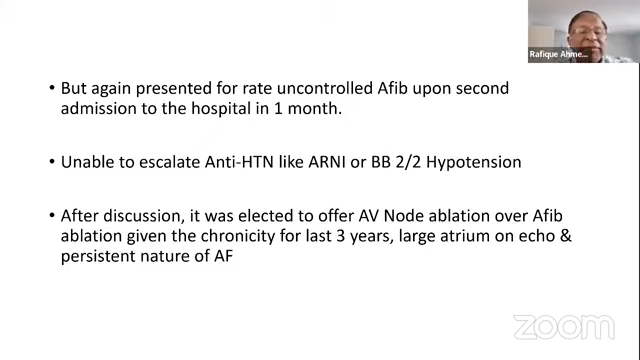 Rafique Ahme...
• But again presented for rate uncontrolled Afib upon second
admission to the hospital in 1 month.
• Unable to escalate Anti-HTN like ARNI or BB 2/2 Hypotension
• After discussion, it was elected to offer AV Node ablation over Afib
ablation given the chronicity for last 3 years, large atrium on echo &
persistent nature of AF
zoom